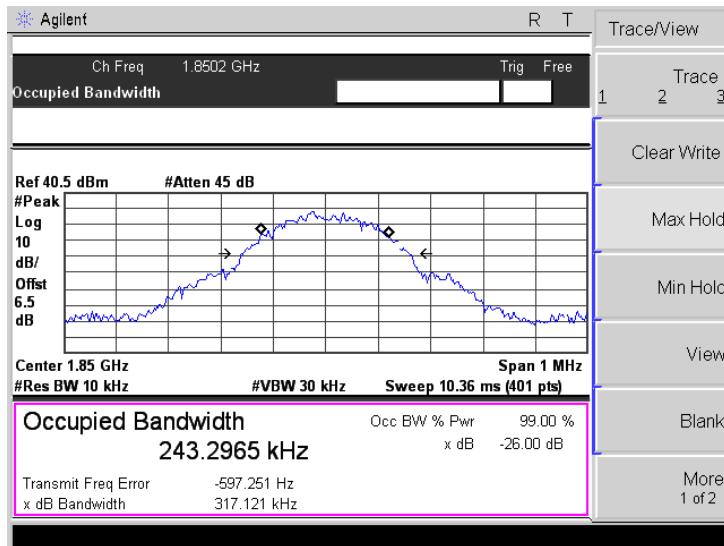 Agilent R T
Trace/View
Ch Freq 1.8502 GHz Trig Free
Occupied Bandwidth
Trace
1 2 3
Clear Write
Max Hold
Min Hold
View
Blank
More
1 of 2
Ref 40.5 dBm #Atten 45 dB
#Peak
Log
10
dB/
Offst
6.5
dB
Center 1.85 GHz Span 1 MHz
#Res BW 10 kHz #VBW 30 kHz Sweep 10.36 ms (401 pts)
Occupied Bandwidth Occ BW % Pwr 99.00 %
243.2965 kHz x dB -26.00 dB
Transmit Freq Error -597.251 Hz
x dB Bandwidth 317.121 kHz